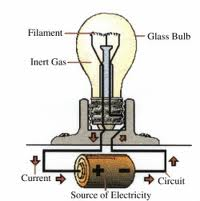 Filament
Glass Bulb
Inert Gas
+ -
Current
Circuit
Source of Electricity